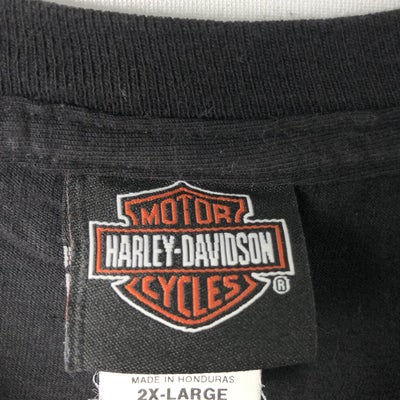 MOTOR
HARLEY-DAVIDSON
CYCLES ®
MADE IN HONDURAS
2X-LARGE